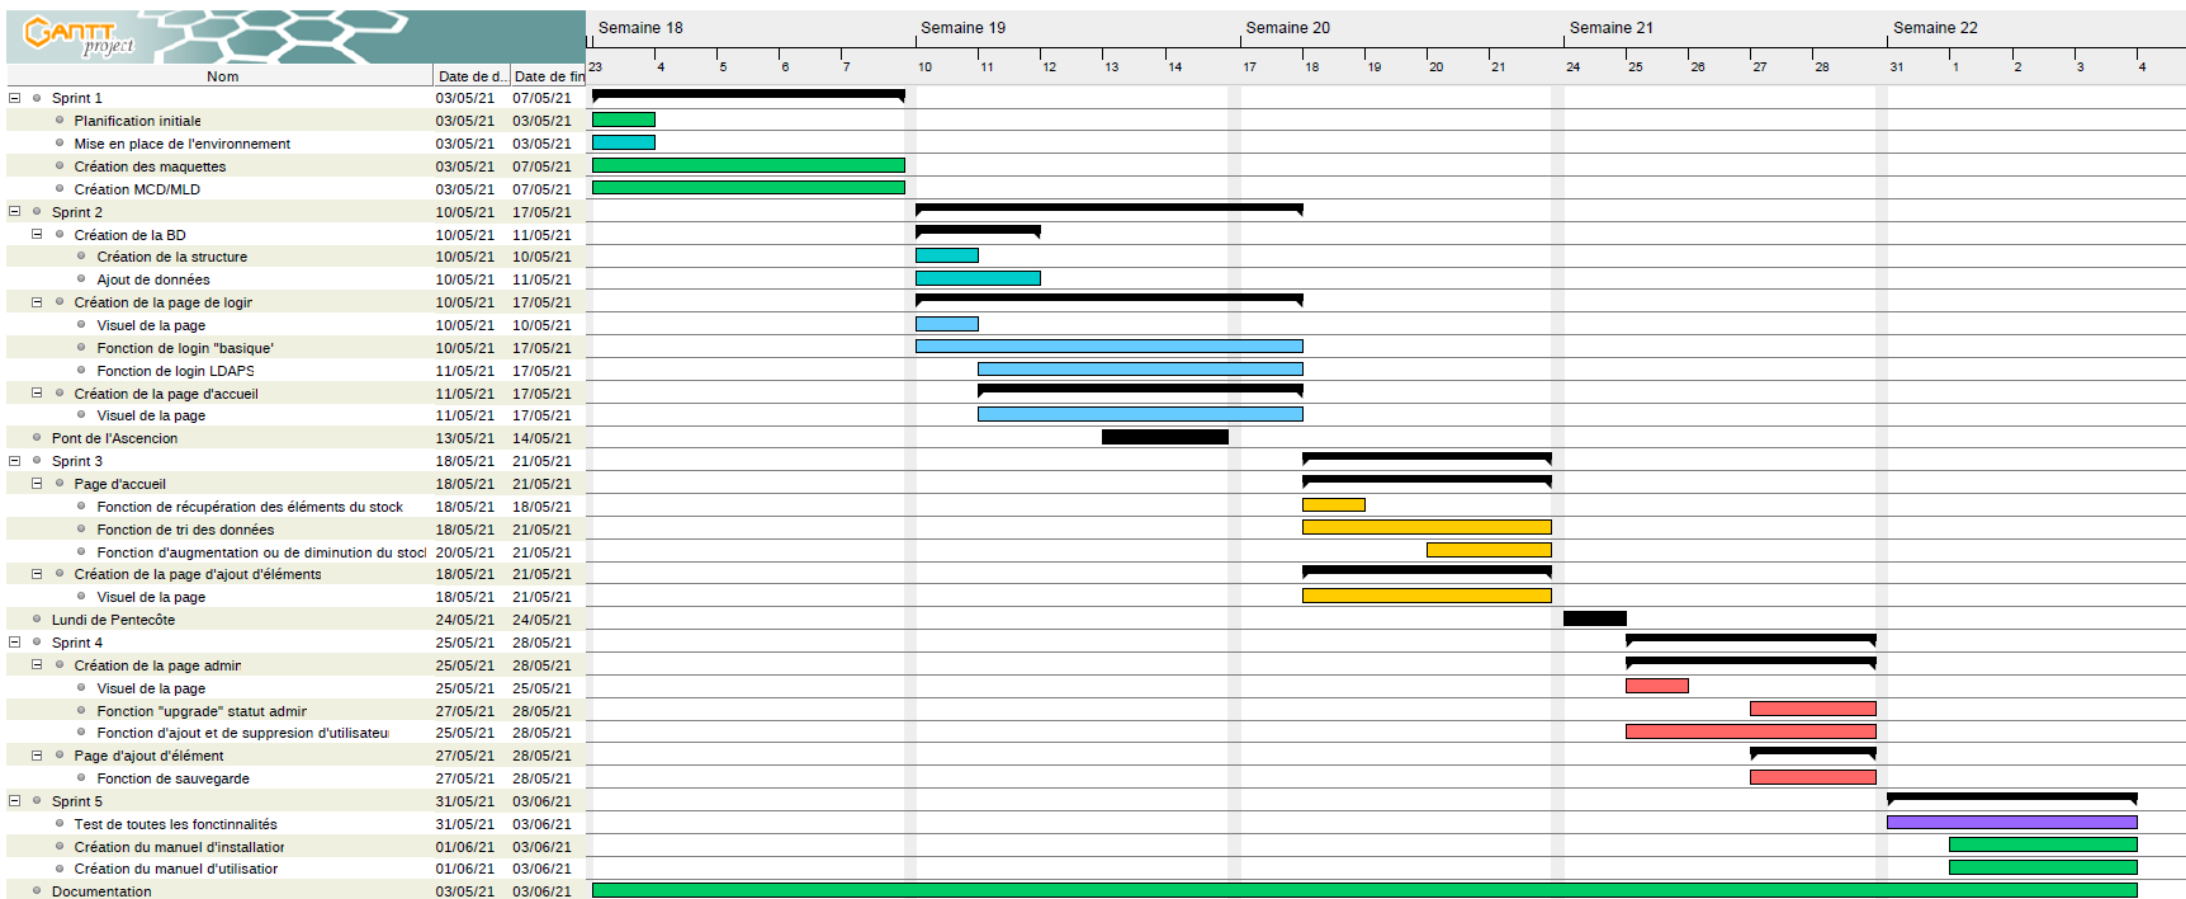 GANTT project
Semaine 18 Semaine 19 Semaine 20 Semaine 21 Semaine 22
Nom Date de d... Date de fin 23 4 5 6 7 10 11 12 13 14 17 18 19 20 21 24 25 26 27 28 31 1 2 3 4
Sprint 1 03/05/21 07/05/21
Planification initiale 03/05/21 03/05/21
Mise en place de l'environnement 03/05/21 03/05/21
Création des maquettes 03/05/21 07/05/21
Création MCD/MLD 03/05/21 07/05/21
Sprint 2 10/05/21 17/05/21
Création de la BD 10/05/21 11/05/21
Création de la structure 10/05/21 10/05/21
Ajout de données 10/05/21 11/05/21
Création de la page de login 10/05/21 17/05/21
Visuel de la page 10/05/21 10/05/21
Fonction de login "basique' 10/05/21 17/05/21
Fonction de login LDAPS 11/05/21 17/05/21
Création de la page d'accueil 11/05/21 17/05/21
Visuel de la page 11/05/21 17/05/21
Pont de l'Ascencion 13/05/21 14/05/21
Sprint 3 18/05/21 21/05/21
Page d'accueil 18/05/21 21/05/21
Fonction de récupération des éléments du stock 18/05/21 18/05/21
Fonction de tri des données 18/05/21 21/05/21
Fonction d'augmentation ou de diminution du stoc 20/05/21 21/05/21
Création de la page d'ajout d'éléments 18/05/21 21/05/21
Visuel de la page 18/05/21 21/05/21
Lundi de Pentecôte 24/05/21 24/05/21
Sprint 4 25/05/21 28/05/21
Création de la page admin 25/05/21 28/05/21
Visuel de la page 25/05/21 25/05/21
Fonction "upgrade" statut admin 27/05/21 28/05/21
Fonction d'ajout et de suppresion d'utilisateur 25/05/21 28/05/21
Page d'ajout d'élément 27/05/21 28/05/21
Fonction de sauvegarde 27/05/21 28/05/21
Sprint 5 31/05/21 03/06/21
Test de toutes les fonctinnalités 31/05/21 03/06/21
Création du manuel d'installation 01/06/21 03/06/21
Création du manuel d'utilisation 01/06/21 03/06/21
Documentation 03/05/21 03/06/21